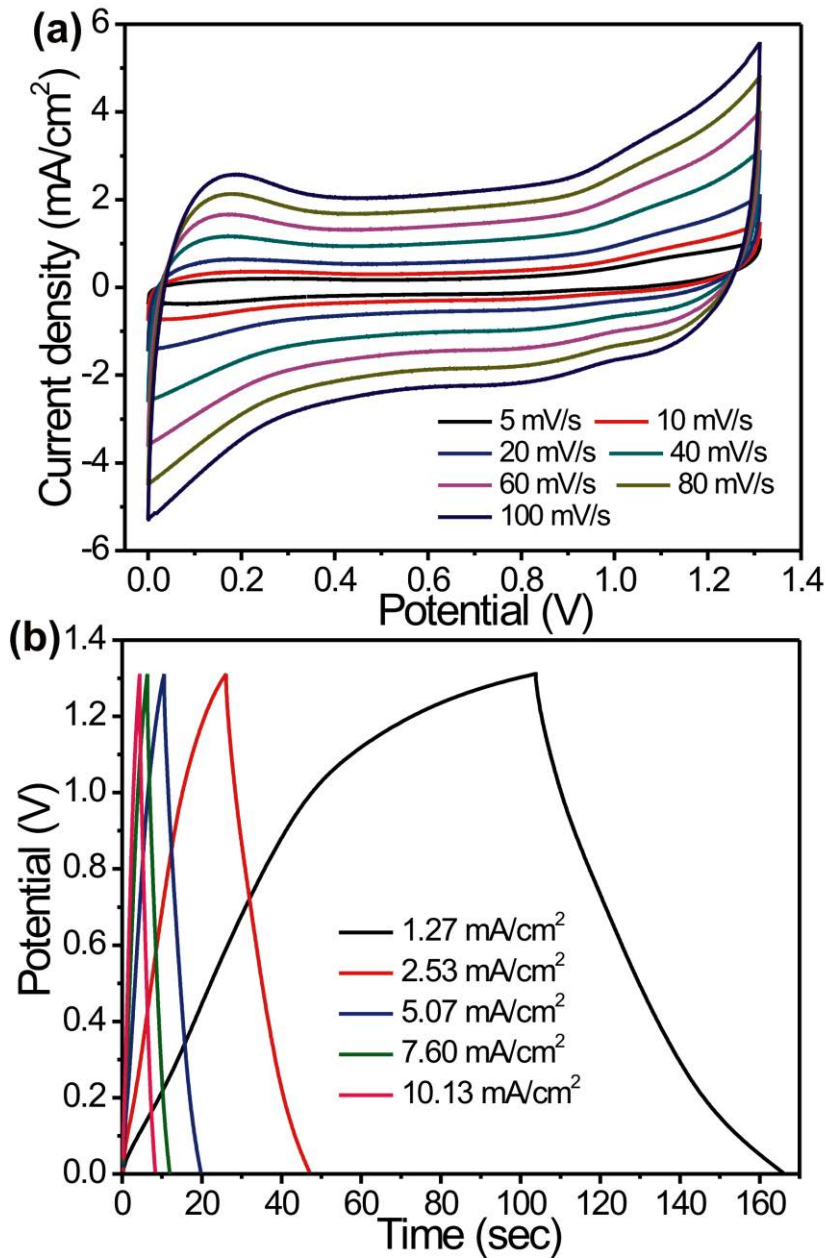 (a)
Current density (mA/cm²)
6
4
2
0
-2
-4
-6
5 mV/s 10 mV/s
20 mV/s 40 mV/s
60 mV/s 80 mV/s
100 mV/s
0.0 0.2 0.4 0.6 0.8 1.0 1.2 1.4
Potential (V)
(b)
Potential (V)
1.4
1.2
1.0
0.8
0.6
0.4
0.2
0.0
1.27 mA/cm²
2.53 mA/cm²
5.07 mA/cm²
7.60 mA/cm²
10.13 mA/cm²
0 20 40 60 80 100 120 140 160
Time (sec)